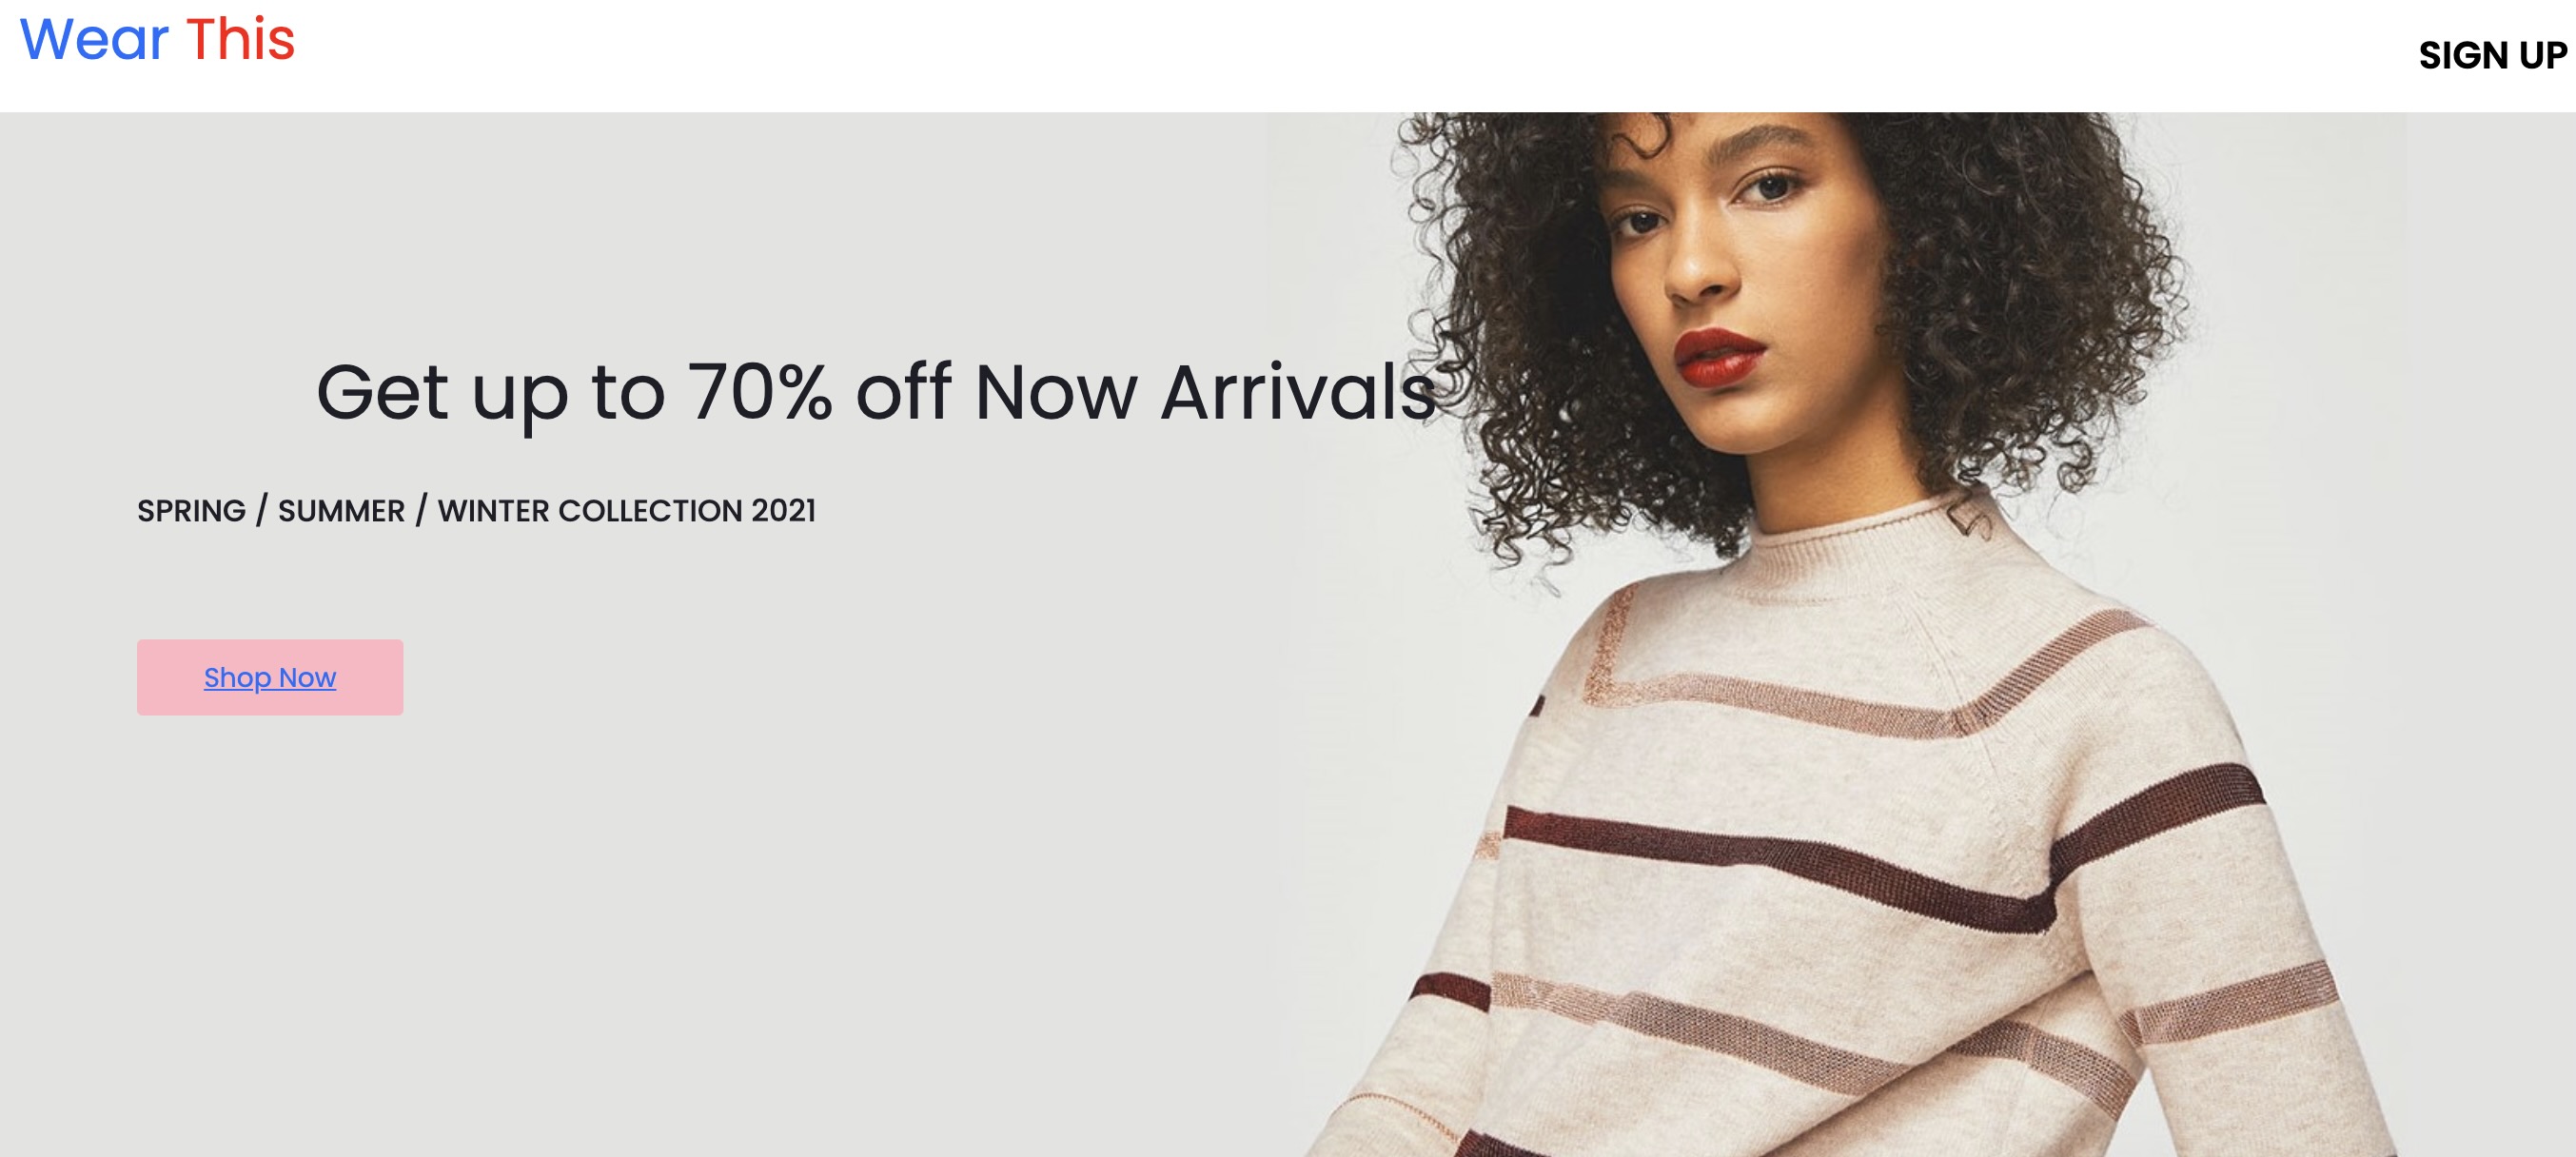 Wear This
SIGN UP
Get up to 70% off Now Arrivals
SPRING / SUMMER / WINTER COLLECTION 2021
Shop Now